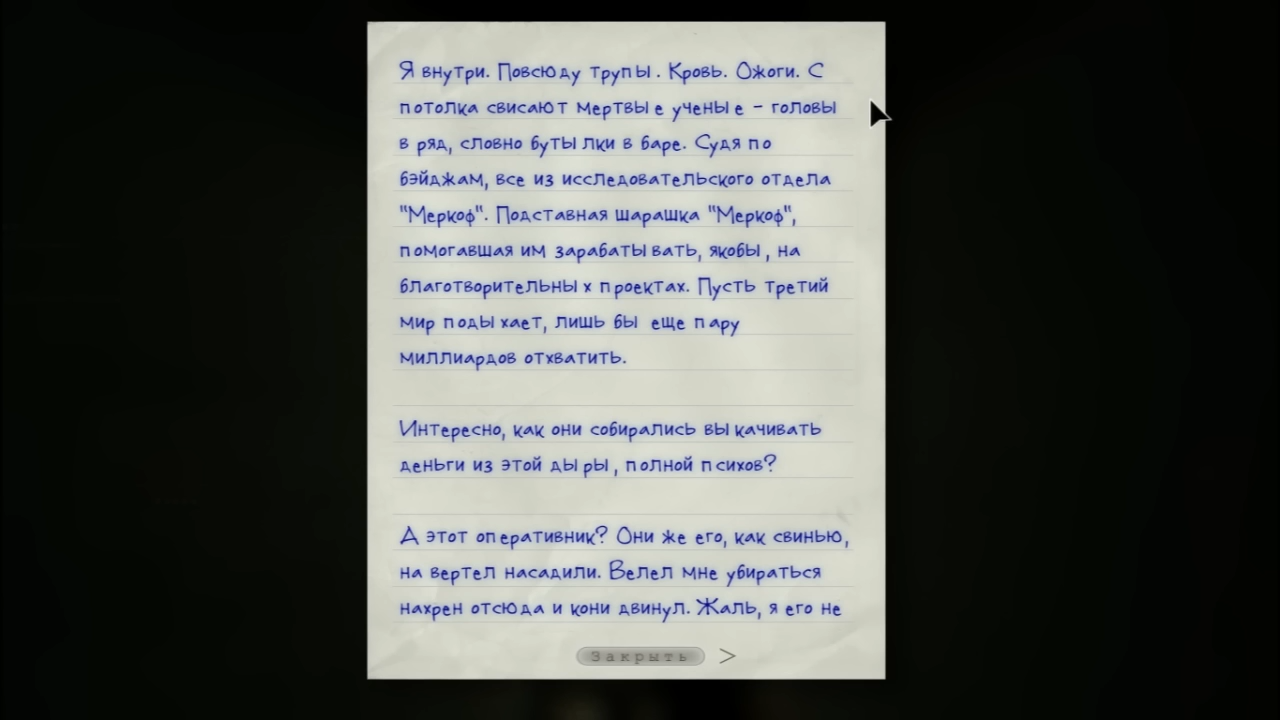 Я внутри. Повсюду трупы. Кровь. Ожоги. С
потолка свисают мертвые ученые - головы
в ряд, словно бутылки в баре. Судя по
бэйджам, все из исследовательского отдела
"Меркоф". Подставная шарашка "Меркоф",
помогавшая им зарабатывать, якобы, на
благотворительных проектах. Пусть третий
мир подыхает, лишь бы еще пару
миллиардов отхватить.
Интересно, как они собирались выкачивать
деньги из этой дыры, полной психов?
А этот оперативник? Они же его, как свинью,
на вертел насадили. Велел мне убираться
нахрен отсюда и кони двинул. Жаль, я его не
Закрыть >